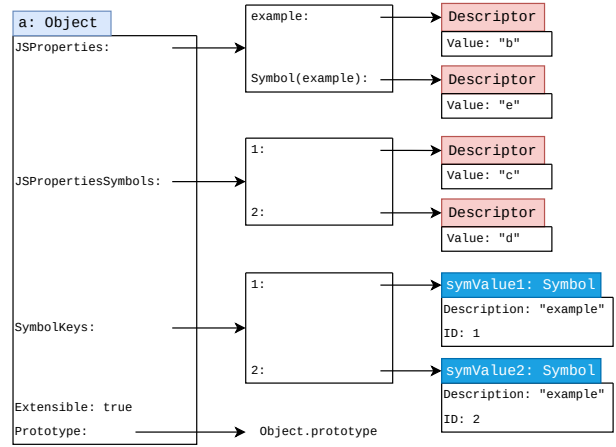 a: Object
JSProperties:
example:
Descriptor
Value: "b"
Symbol(example):
Descriptor
Value: "e"
JSPropertiesSymbols:
1:
Descriptor
Value: "c"
2:
Descriptor
Value: "d"
SymbolKeys:
1:
symValue1: Symbol
Description: "example"
ID: 1
2:
symValue2: Symbol
Description: "example"
ID: 2
Extensible: true
Prototype:
Object.prototype